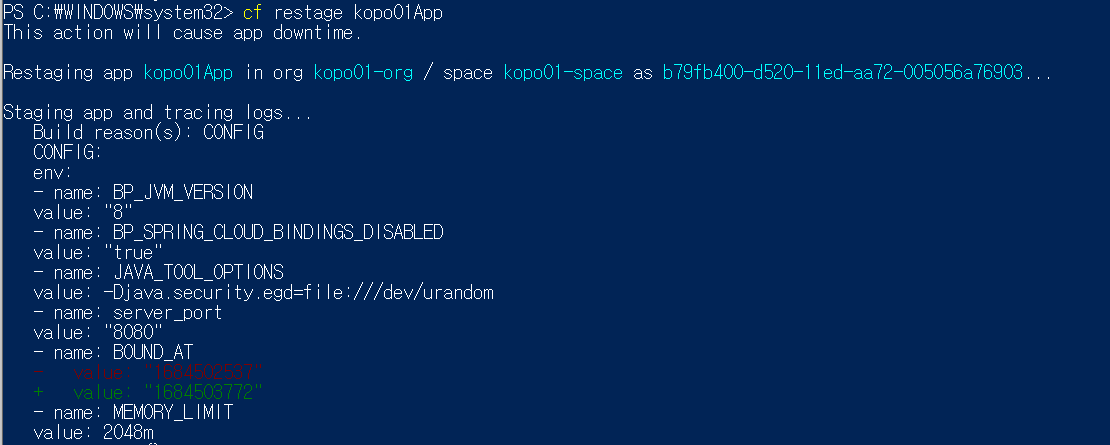 PS C:₩WINDOWS₩system32> cf restage kopo01App
This action will cause app downtime.
Restaging app kopo01App in org kopo01-org / space kopo01-space as b79fb400-d520-11ed-aa72-005056a76903...
Staging app and tracing logs...
Build reason(s): CONFIG
CONFIG:
env:
- name: BP_JVM_VERSION
value: "8"
- name: BP_SPRING_CLOUD_BINDINGS_DISABLED
value: "true"
- name: JAVA_TOOL_OPTIONS
value: -Djava.security.egd=file:///dev/urandom
- name: server_port
value: "8080"
- name: BOUND_AT
- value:
+ value: "1684503772"
- name: MEMORY_LIMIT
value: 2048m